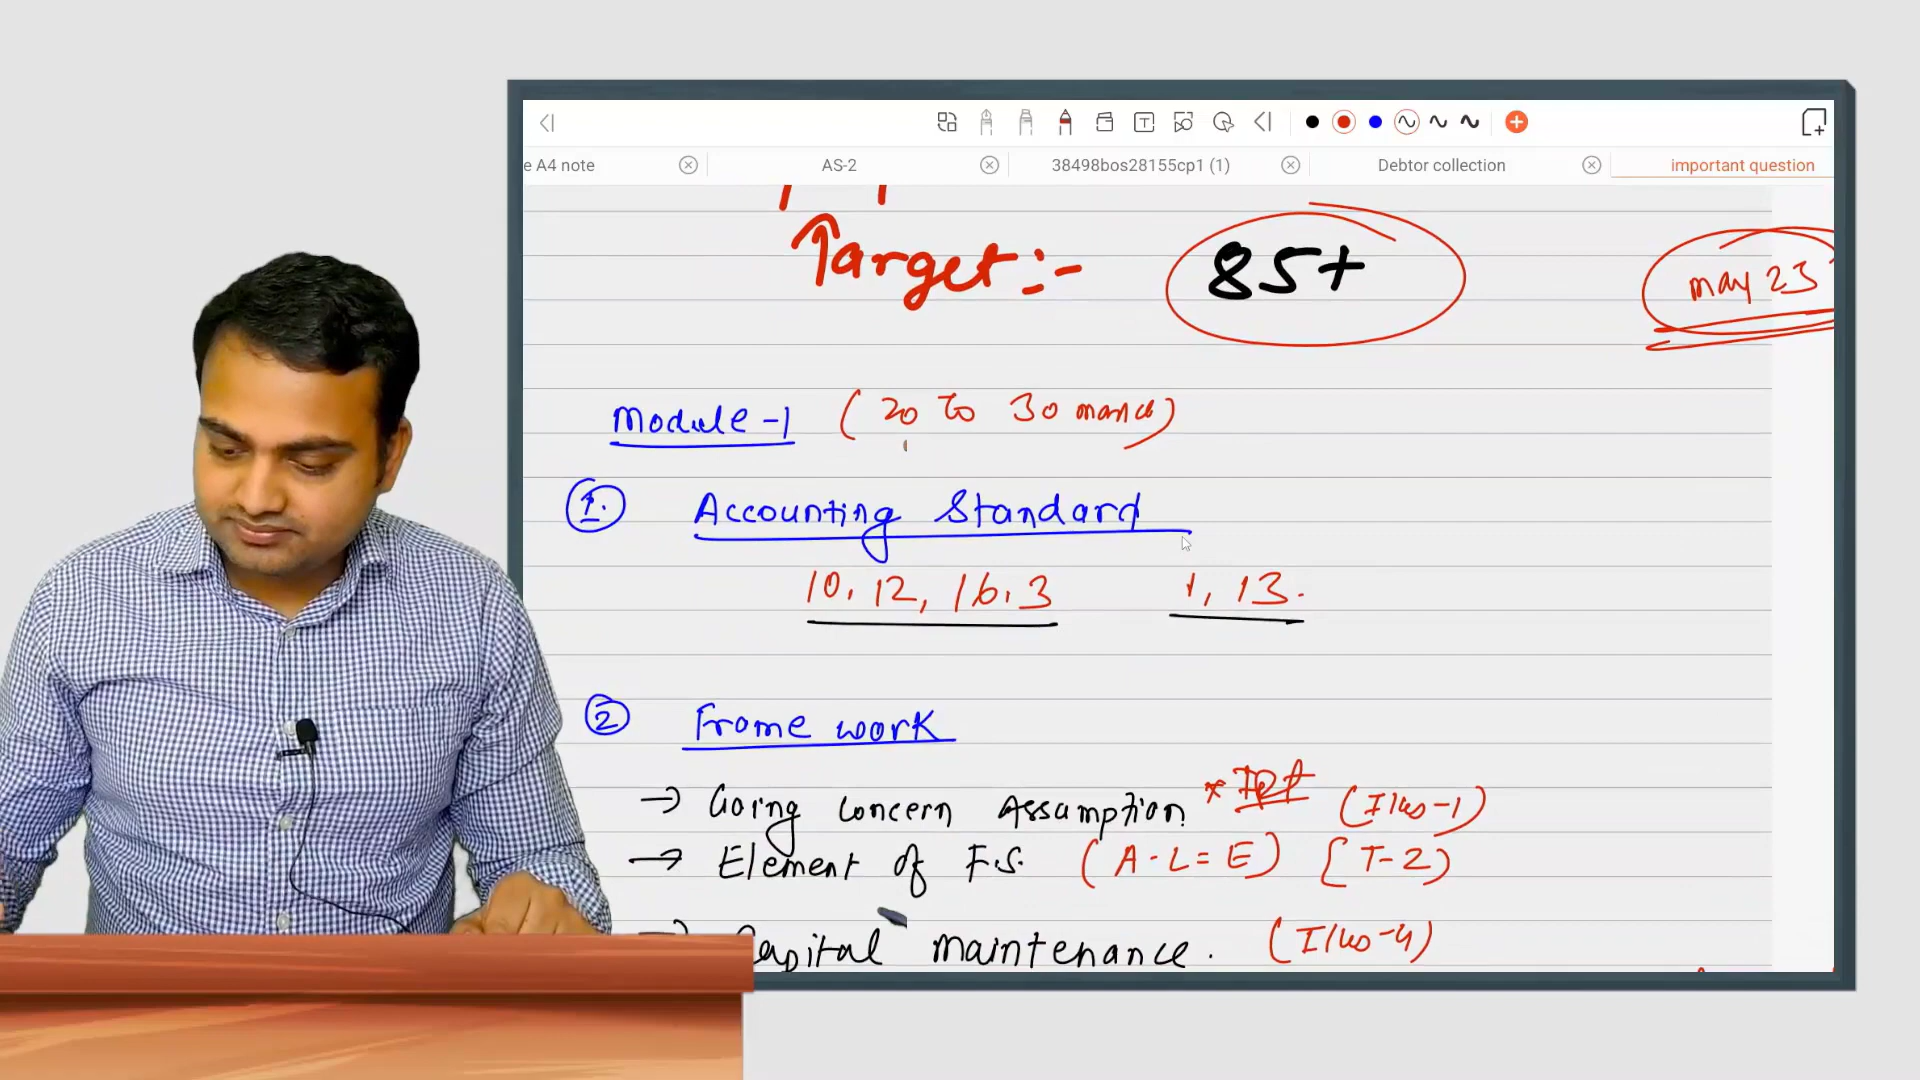 e A4 note AS-2 38498bos28155cp1 (1) Debtor collection important question
Target :- 85+ may 23
Module-1 (20 to 30 marks)
1. Accounting Standard
10, 12, 16, 3 1, 13.
2 Frame work
→ Going Concern Assumption * (Illus-1)
→ Element of F.S. (A-L=E) [T-2)
→ Capital maintenance. (Illus-4)